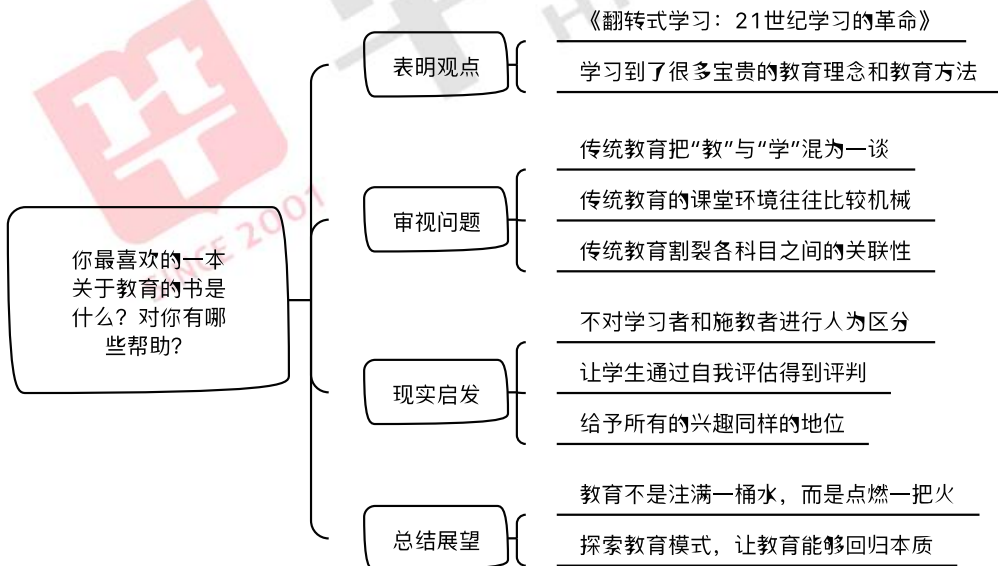 《翻转式学习：21世纪学习的革命》
表明观点
学习到了很多宝贵的教育理念和教育方法
传统教育把“教”与“学”混为一谈
审视问题
传统教育的课堂环境往往比较机械
传统教育割裂各科目之间的关联性
你最喜欢的一本
关于教育的书是
什么？对你有哪
些帮助？
SINCE 2001
不对学习者和施教者进行人为区分
现实启发
让学生通过自我评估得到评判
给予所有的兴趣同样的地位
教育不是注满一桶水，而是点燃一把火
总结展望
探索教育模式，让教育能够回归本质